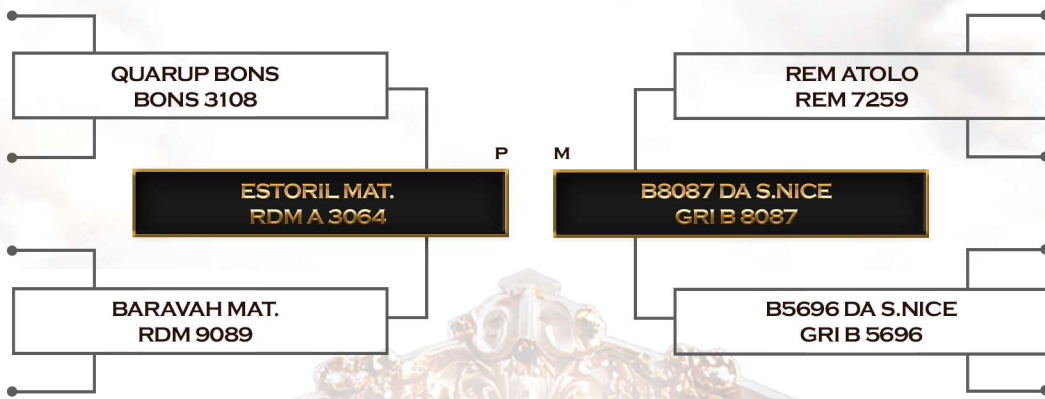 QUARUP BONS
BONS 3108
REM ATOLO
REM 7259
P
M
ESTORIL MAT.
RDM A 3064
B8087 DA S.NICE
GRI B 8087
BARAVAH MAT.
RDM 9089
B5696 DA S.NICE
GRI B 5696